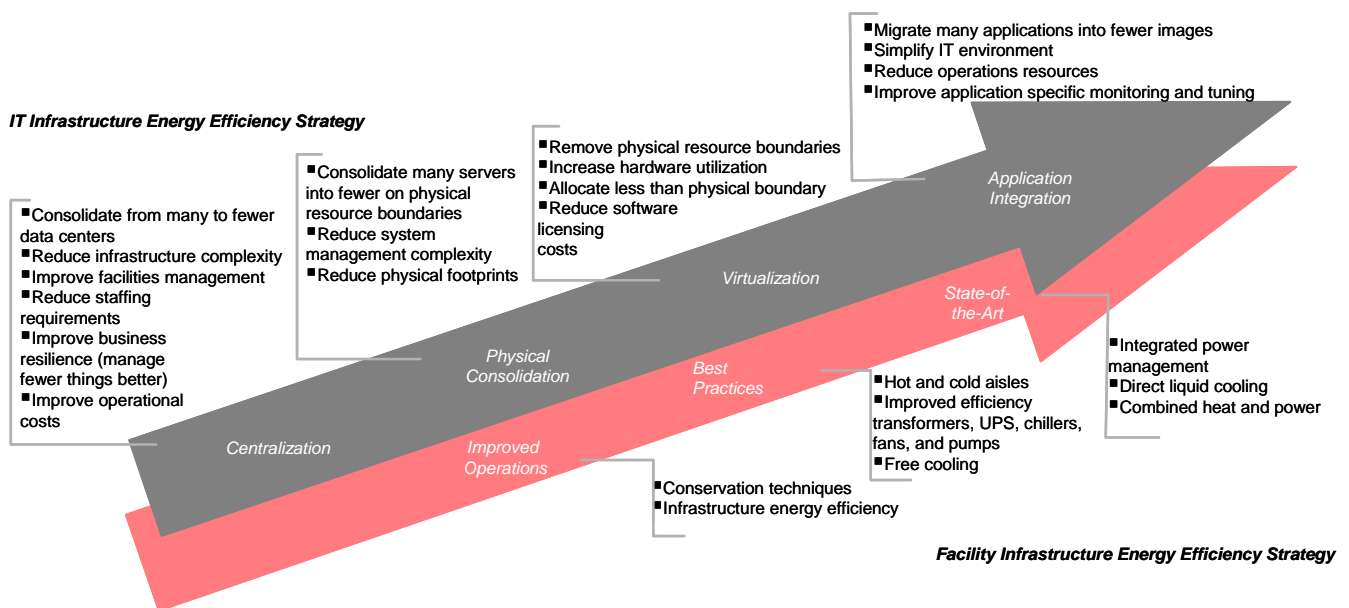 IT Infrastructure Energy Efficiency Strategy
■Consolidate from many to fewer
data centers
■Reduce infrastructure complexity
■Improve facilities management
■Reduce staffing
requirements
■Improve business
resilience (manage
fewer things better)
■Improve operational
costs
■Consolidate many servers
into fewer on physical
resource boundaries
■Reduce system
management complexity
■Reduce physical footprints
■Remove physical resource boundaries
■Increase hardware utilization
■Allocate less than physical boundary
■Reduce software
licensing
costs
■Migrate many applications into fewer images
■Simplify IT environment
■Reduce operations resources
■Improve application specific monitoring and tuning
Centralization
Physical
Consolidation
Virtualization
Application
Integration
Improved
Operations
Best
Practices
State-of-
the-Art
■Conservation techniques
■Infrastructure energy efficiency
■Hot and cold aisles
■Improved efficiency
transformers, UPS, chillers,
fans, and pumps
■Free cooling
■Integrated power
management
■Direct liquid cooling
■Combined heat and power
Facility Infrastructure Energy Efficiency Strategy